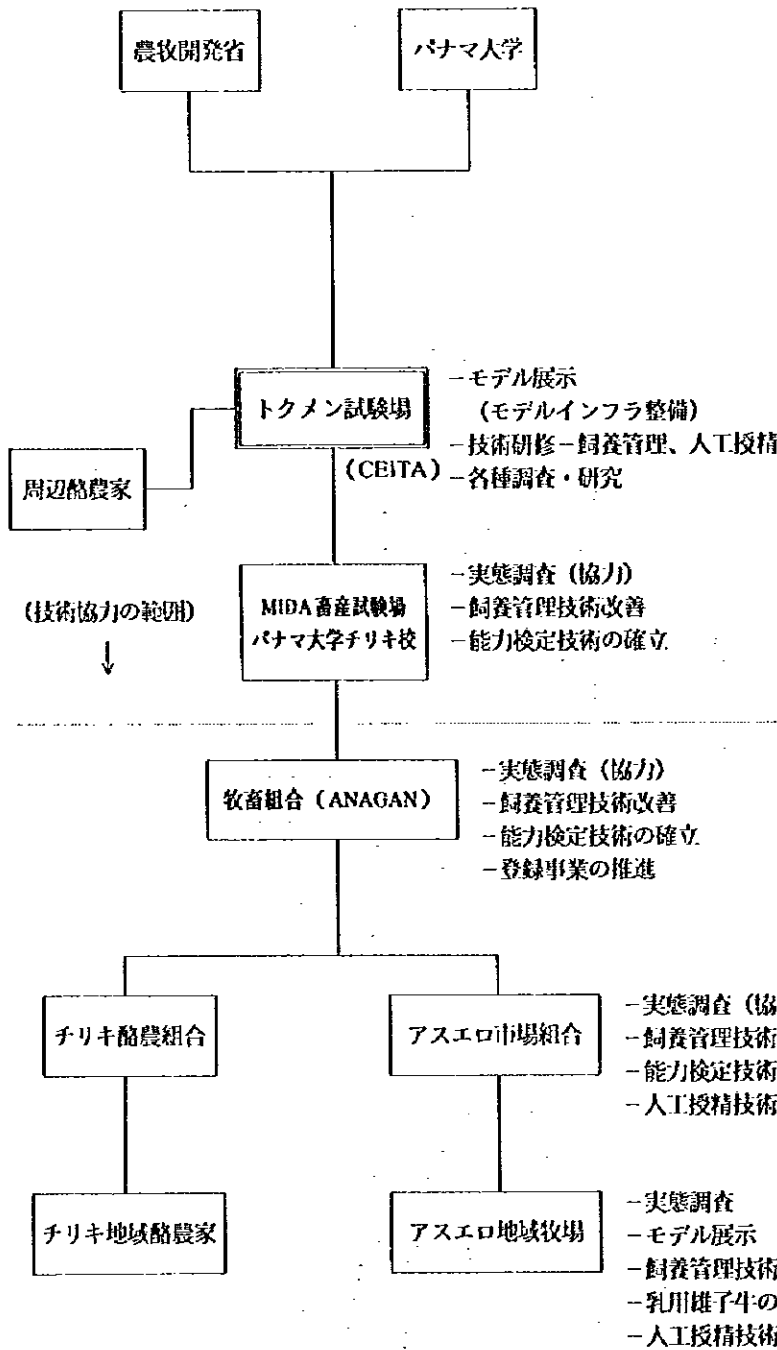 農牧開発省
パナマ大学
トクメン試験場
(CEITA)
－モデル展示
(モデルインフラ整備)
－技術研修－飼養管理、人工授精
－各種調査・研究
周辺酪農家
(技術協力の範囲)
↓
MIDA畜産試験場
パナマ大学チリキ校
－実態調査（協力）
－飼養管理技術改善
－能力検定技術の確立
牧畜組合（ANAGAN）
－実態調査（協力）
－飼養管理技術改善
－能力検定技術の確立
－登録事業の推進
チリキ酪農組合
アスエロ市場組合
－実態調査（協
－飼養管理技術
－能力検定技術
－人工授精技術
チリキ地域酪農家
アスエロ地域牧場
－実態調査
－モデル展示
－飼養管理技術
－乳用雄子牛の
－人工授精技術